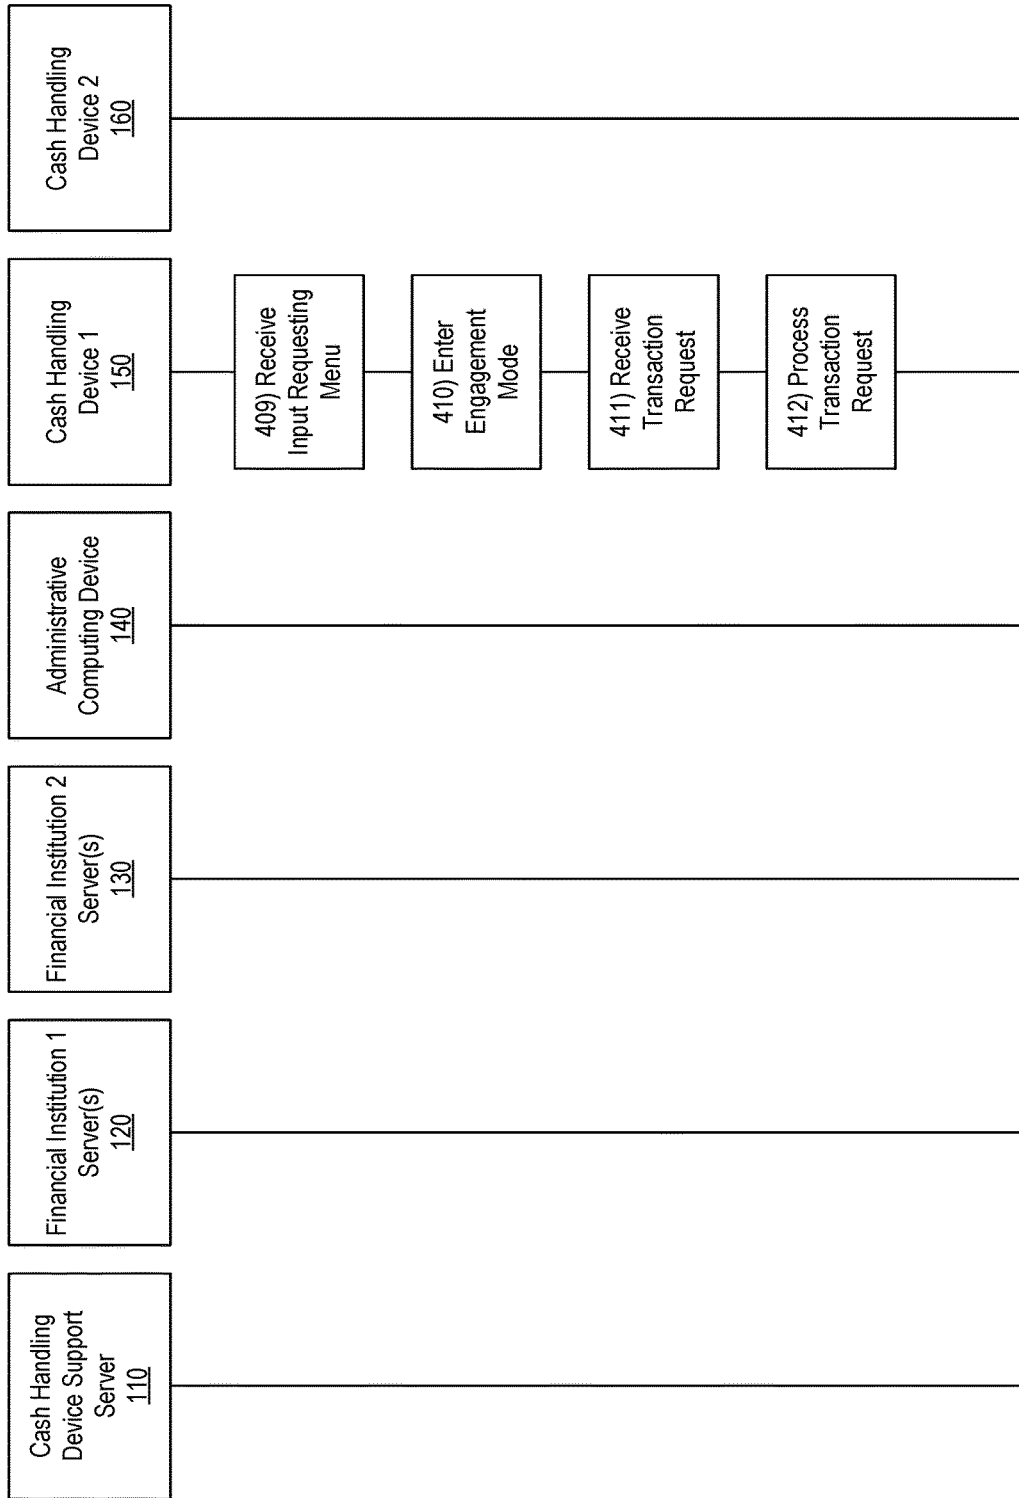 Cash Handling
Device Support
Server
110
Financial Institution 1
Server(s)
120
Financial Institution 2
Server(s)
130
Administrative
Computing Device
140
Cash Handling
Device 1
150
Cash Handling
Device 2
160
409) Receive
Input Requesting
Menu
410) Enter
Engagement
Mode
411) Receive
Transaction
Request
412) Process
Transaction
Request